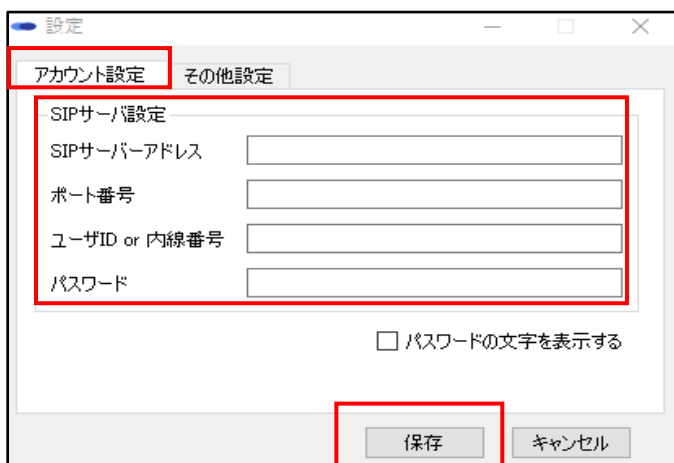 設定
アカウント設定 その他設定
SIPサーバ設定
SIPサーバーアドレス
ポート番号
ユーザID or 内線番号
パスワード
パスワードの文字を表示する
保存 キャンセル